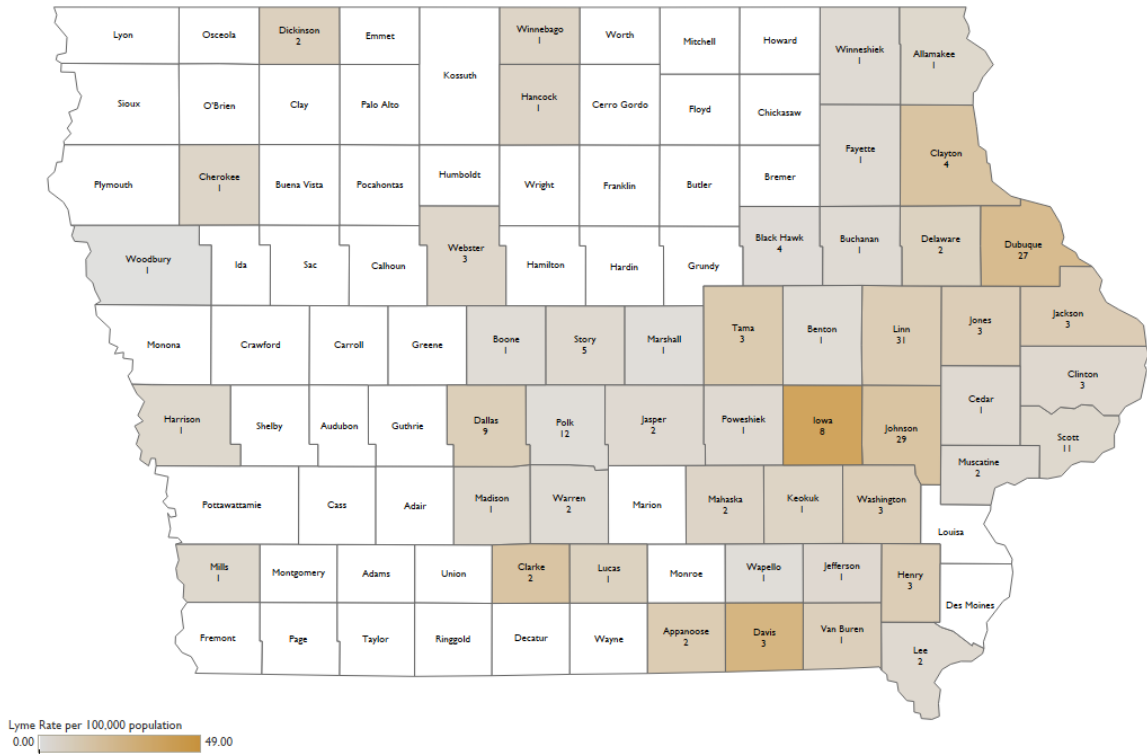 Lyon
Osceola
Dickinson
2
Emmet
Kossuth
Winnebago
1
Worth
Mitchell
Howard
Winneshiek
1
Allamakee
1
Sioux
O'Brien
Clay
Palo Alto
Hancock
1
Cerro Gordo
Floyd
Chickasaw
Fayette
1
Clayton
4
Plymouth
Cherokee
1
Buena Vista
Pocahontas
Humboldt
Wright
Franklin
Butler
Bremer
Woodbury
1
Ida
Sac
Calhoun
Webster
3
Hamilton
Hardin
Grundy
Black Hawk
4
Buchanan
1
Delaware
2
Dubuque
27
Monona
Crawford
Carroll
Greene
Boone
1
Story
5
Marshall
1
Tama
3
Benton
1
Linn
31
Jones
3
Jackson
3
Clinton
3
Harrison
1
Shelby
Audubon
Guthrie
Dallas
9
Polk
12
Jasper
2
Poweshiek
1
Iowa
8
Johnson
29
Cedar
1
Scott
11
Muscatine
2
Pottawattamie
Cass
Adair
Madison
1
Warren
2
Marion
Mahaska
2
Keokuk
1
Washington
3
Louisa
Mills
1
Montgomery
Adams
Union
Clarke
2
Lucas
1
Monroe
Wapello
1
Jefferson
1
Henry
3
Des Moines
Fremont
Page
Taylor
Ringgold
Decatur
Wayne
Appanoose
2
Davis
3
Van Buren
1
Lee
2
Lyme Rate per 100,000 population
0.00 49.00